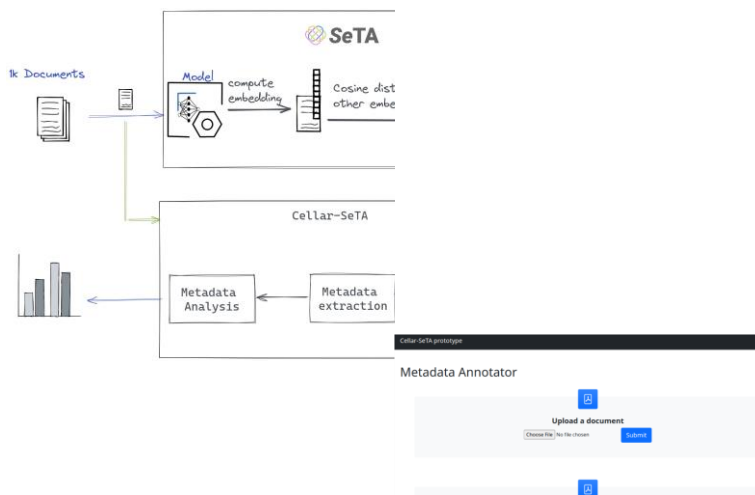 SeTA
1k Documents
Model
compute
embedding
Cosine dist
other embe
Cellar-SeTA
Metadata
Analysis
Metadata
extraction
Cellar-SeTA prototype
Metadata Annotator
Upload a document
Choose file No file chosen
Submit